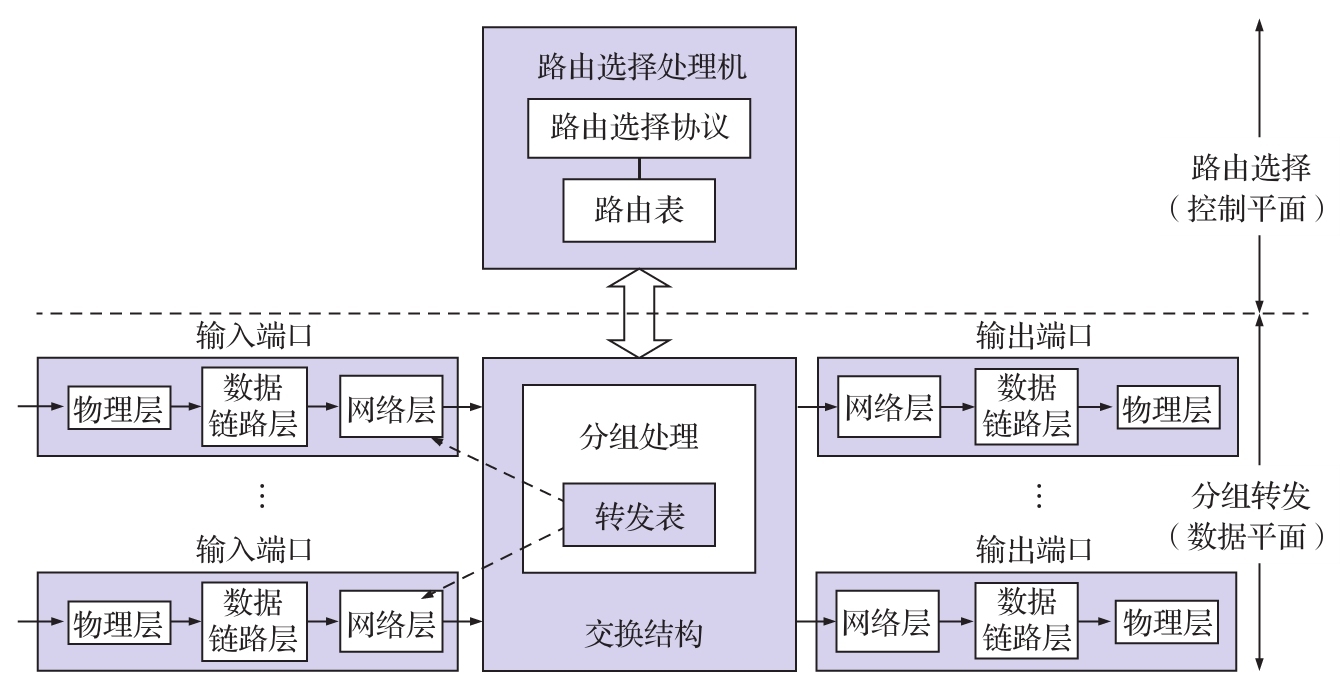 路由选择处理机
路由选择协议
路由表
路由选择
（控制平面）
输入端口
物理层
数据
链路层
网络层
⋮
输入端口
物理层
数据
链路层
网络层
分组处理
转发表
交换结构
输出端口
网络层
数据
链路层
物理层
⋮
输出端口
网络层
数据
链路层
物理层
分组转发
（数据平面）